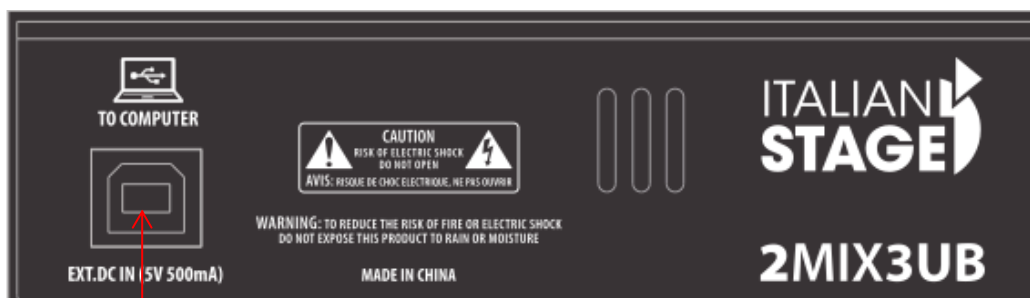 TO COMPUTER
EXT.DC IN (5V 500mA)
CAUTION
RISK OF ELECTRIC SHOCK
DO NOT OPEN
AVIS: RISQUE DE CHOC ELECTRIQUE, NE PAS OUVRIR
WARNING: TO REDUCE THE RISK OF FIRE OR ELECTRIC SHOCK
DO NOT EXPOSE THIS PRODUCT TO RAIN OR MOISTURE
MADE IN CHINA
ITALIAN
STAGE
2MIX3UB